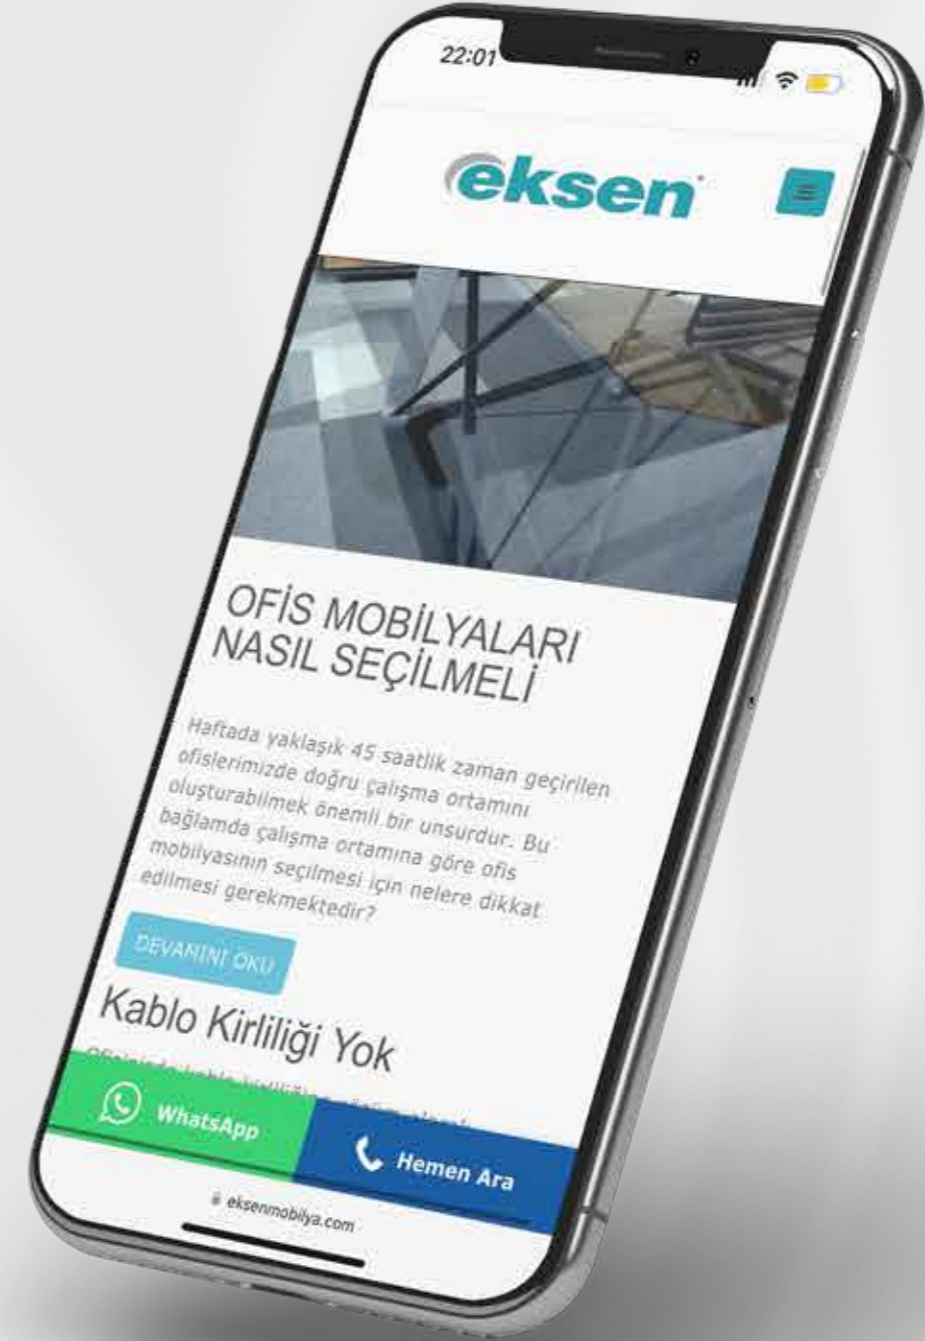 22:01
eksen
OFİS MOBİLYALARI
NASIL SEÇİLMELİ
Haftada yaklaşık 45 saatlik zaman geçirilen
ofislerimizde doğru çalışma ortamını
oluşturabilmek önemli bir unsurdur. Bu
bağlamda çalışma ortamına göre ofis
mobilyasının seçilmesi için nelere dikkat
edilmesi gerekmektedir?
DEVAMINI OKU
Kablo Kirliliği Yok
WhatsApp
Hemen Ara
eksenmobilya.com